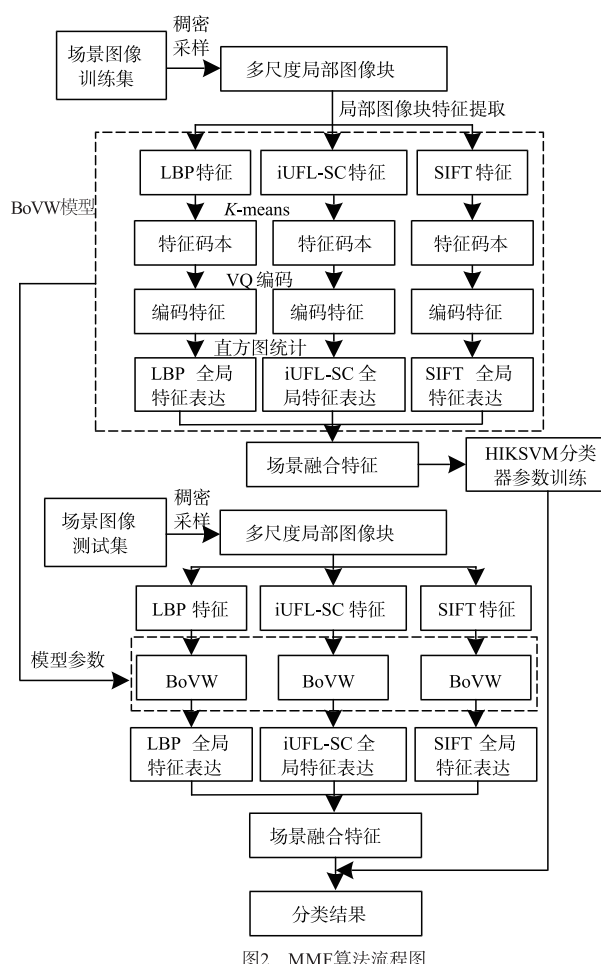 场景图像
训练集
稠密
采样
多尺度局部图像块
局部图像块特征提取
BoVW模型
LBP特征
iUFL-SC特征
SIFT特征
K-means
特征码本
特征码本
特征码本
VQ编码
编码特征
编码特征
编码特征
直方图统计
LBP 全局
特征表达
iUFL-SC全
局特征表达
SIFT 全局
特征表达
场景融合特征
HIKSVM分类
器参数训练
场景图像
测试集
稠密
采样
多尺度局部图像块
LBP 特征
iUFL-SC 特征
SIFT特征
模型参数
BoVW
BoVW
BoVW
LBP 全局
特征表达
iUFL-SC全
局特征表达
SIFT 全局
特征表达
场景融合特征
分类结果
图2 MMF算法流程图